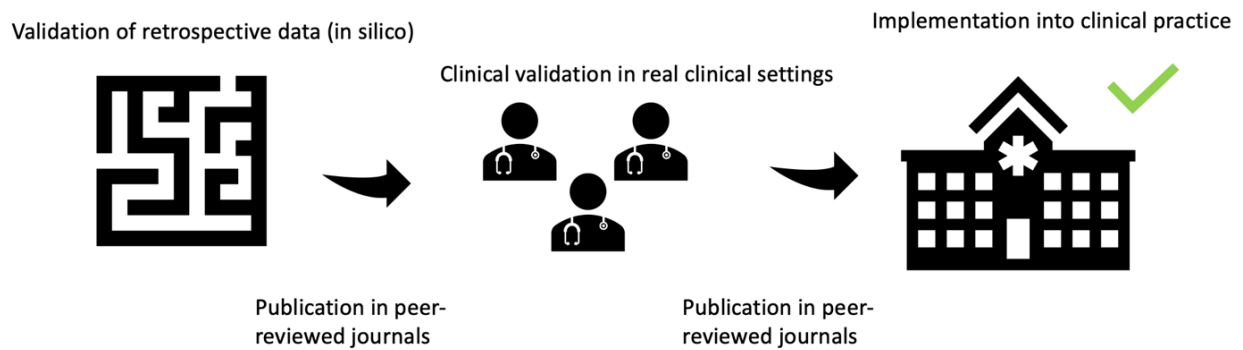 Validation of retrospective data (in silico)
Clinical validation in real clinical settings
Implementation into clinical practice
Publication in peer-
reviewed journals
Publication in peer-
reviewed journals